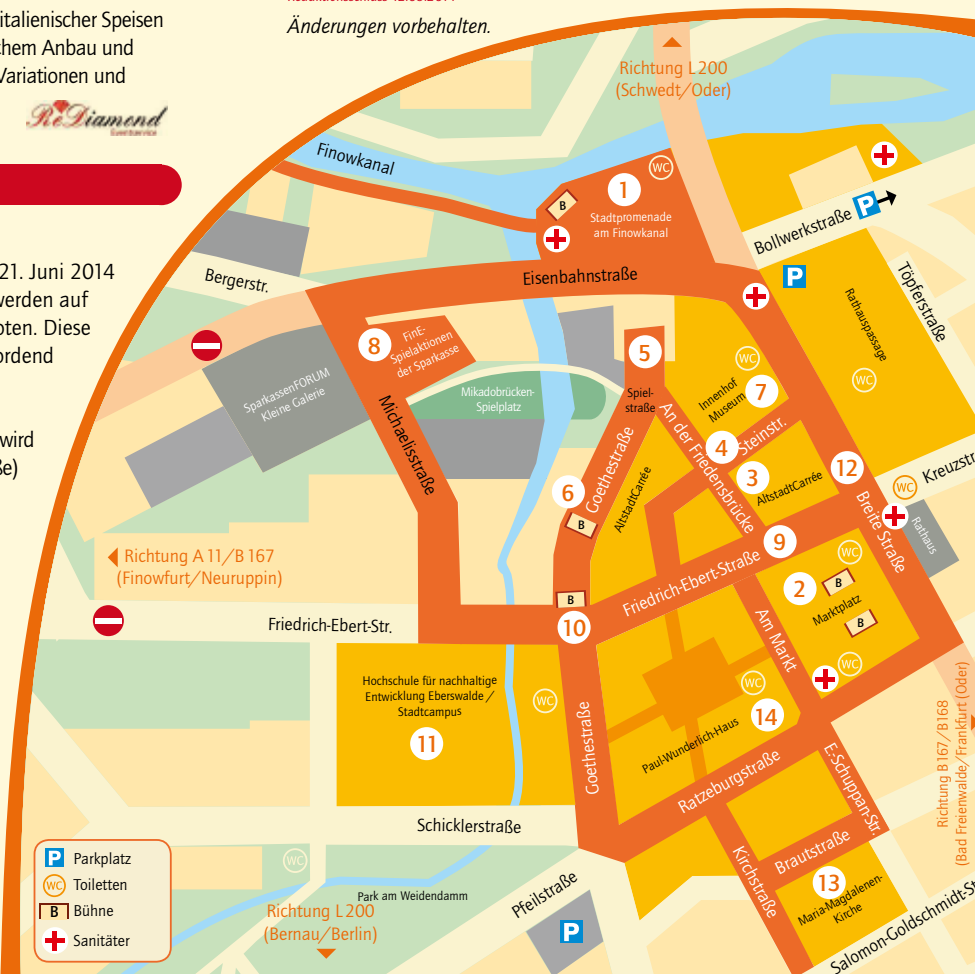 italienischer Speisen
chem Anbau und
Variationen und
ReDiamond
Eventservice
21. Juni 2014
werden auf
oten. Diese
ordend
wird
ße)
Änderungen vorbehalten.
Richtung L 200
(Schwedt/Oder)
Finowkanal
WC
1
B
Stadtpromenade
am Finowkanal
Bollwerkstraße
P
Eisenbahnstraße
P
Bergerstr.
Töpferstraße
Rathauspassage
WC
8
FinE-
Spielaktionen
der Sparkasse
5
Spiel-
straße
WC
Innenhof
Museum
7
SparkassenFORUM
Kleine Galerie
Mikadobrücken-
Spielplatz
Michaelisstraße
An der Friedensbrücke
4
Steinstr.
3
AltstadtCarrée
12
Kreuzstr
WC
6
Goethestraße
AltstadtCarrée
B
Breite Straße
Rathaus
9
Friedrich-Ebert-Straße
WC
2
B
Marktplatz
B
WC
Richtung A 11/B 167
(Finowfurt/Neuruppin)
Friedrich-Ebert-Str.
B
10
Am Markt
Hochschule für nachhaltige
Entwicklung Eberswalde /
Stadtcampus
11
WC
Goethestraße
WC
14
Paul-Wunderlich-Haus
Richtung B 167/B 168
(Bad Freienwalde/Frankfurt (Oder)
Ratzeburgstraße
E.-Schuppan-Str.
Schicklerstraße
Kirchstraße
Brautstraße
13
Maria-Magdalenen-
Kirche
Salomon-Goldschmidt-St
WC
Park am Weidendamm
Pfeilstraße
P
Richtung L 200
(Bernau/Berlin)
P Parkplatz
WC Toiletten
B Bühne
Sanitäter